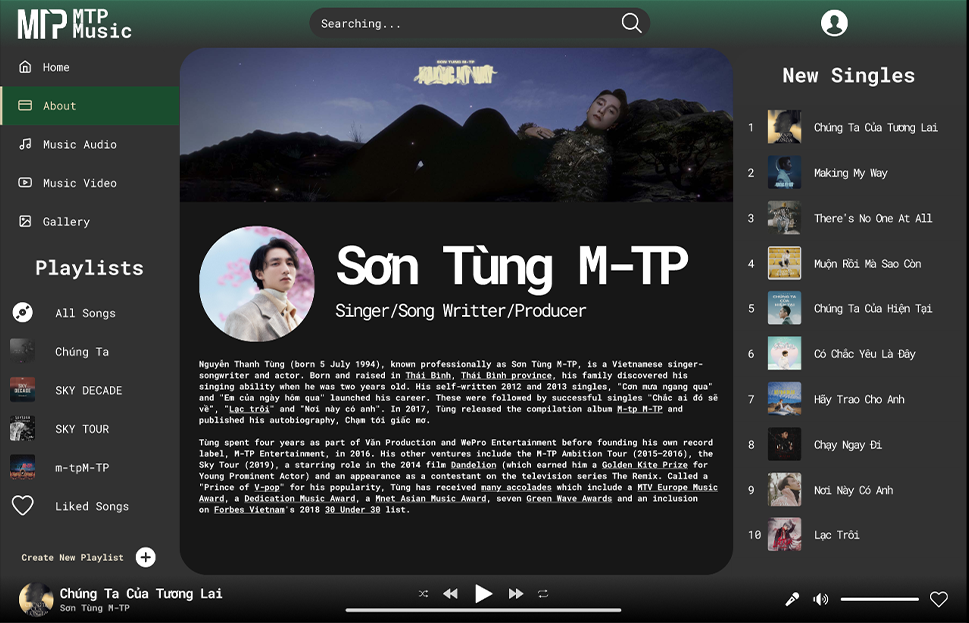 MTP
MTP
Music
Searching...
Home
About
Music Audio
Music Video
Gallery
Playlists
All Songs
Chúng Ta
SKY DECADE
SKY TOUR
m-tpM-TP
Liked Songs
Create New Playlist
SON TUNG M-TP
MAKING MY WAY
Sơn Tùng M-TP
Singer/Song Writter/Producer
Nguyễn Thanh Tùng (born 5 July 1994), known professionally as Sơn Tùng M-TP, is a Vietnamese singer-
songwriter and actor. Born and raised in Thái Bình, Thái Bình province, his family discovered his
singing ability when he was two years old. His self-written 2012 and 2013 singles, "Cơn mưa ngang qua"
and "Em của ngày hôm qua" launched his career. These were followed by successful singles "Chắc ai đó sẽ
về", "Lạc trôi" and "Nơi này có anh". In 2017, Tùng released the compilation album M-tp M-TP and
published his autobiography, Chạm tới giấc mơ.
Tùng spent four years as part of Văn Production and WePro Entertainment before founding his own record
label, M-TP Entertainment, in 2016. His other ventures include the M-TP Ambition Tour (2015–2016), the
Sky Tour (2019), a starring role in the 2014 film Dandelion (which earned him a Golden Kite Prize for
Young Prominent Actor) and an appearance as a contestant on the television series The Remix. Called a
"Prince of V-pop" for his popularity, Tùng has received many accolades which include a MTV Europe Music
Award, a Dedication Music Award, a Mnet Asian Music Award, seven Green Wave Awards and an inclusion
on Forbes Vietnam's 2018 30 Under 30 list.
New Singles
1 Chúng Ta Của Tương Lai
2 Making My Way
3 There's No One At All
4 Muộn Rồi Mà Sao Còn
5 Chúng Ta Của Hiện Tại
6 Có Chắc Yêu Là Đây
7 Hãy Trao Cho Anh
8 Chạy Ngay Đi
9 Nơi Này Có Anh
10 Lạc Trôi
Chúng Ta Của Tương Lai
Sơn Tùng M-TP